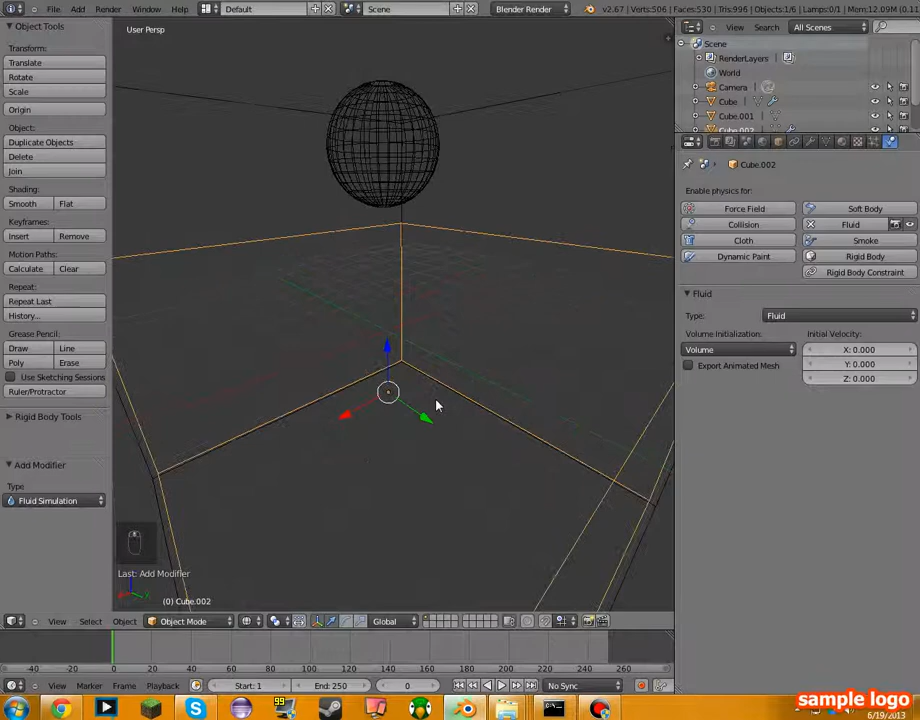 File Add Render Window Help Default Scene Blender Render v2.67 | Verts:506 | Faces:530 | Tris:996 | Objects:1/6 | Lamps:0/1 | Mem:12.09M (0.11
Object Tools
Transform:
Translate
Rotate
Scale
Origin
Object:
Duplicate Objects
Delete
Join
Shading:
Smooth Flat
Keyframes:
Insert Remove
Motion Paths:
Calculate Clear
Repeat:
Repeat Last
History...
Grease Pencil:
Draw Line
Poly Erase
Use Sketching Sessions
Ruler/Protractor
Rigid Body Tools
Add Modifier
Type
Fluid Simulation
User Persp
Last: Add Modifier
(0) Cube.002
View Select Object Object Mode Global
-40 -20 0 20 40 60 80 100 120 140 160 180 200 220 240 260
View Marker Frame Playback Start: 1 End: 250 0 No Sync
View Search All Scenes
Scene
RenderLayers
World
Camera
Cube
Cube.001
Cube.002
Cube.002
Enable physics for:
Force Field Soft Body
Collision Fluid
Cloth Smoke
Dynamic Paint Rigid Body
Rigid Body Constraint
Fluid
Type: Fluid
Volume Initialization: Initial Velocity:
Volume X: 0.000
Export Animated Mesh Y: 0.000
Z: 0.000
sample logo
6/19/2013